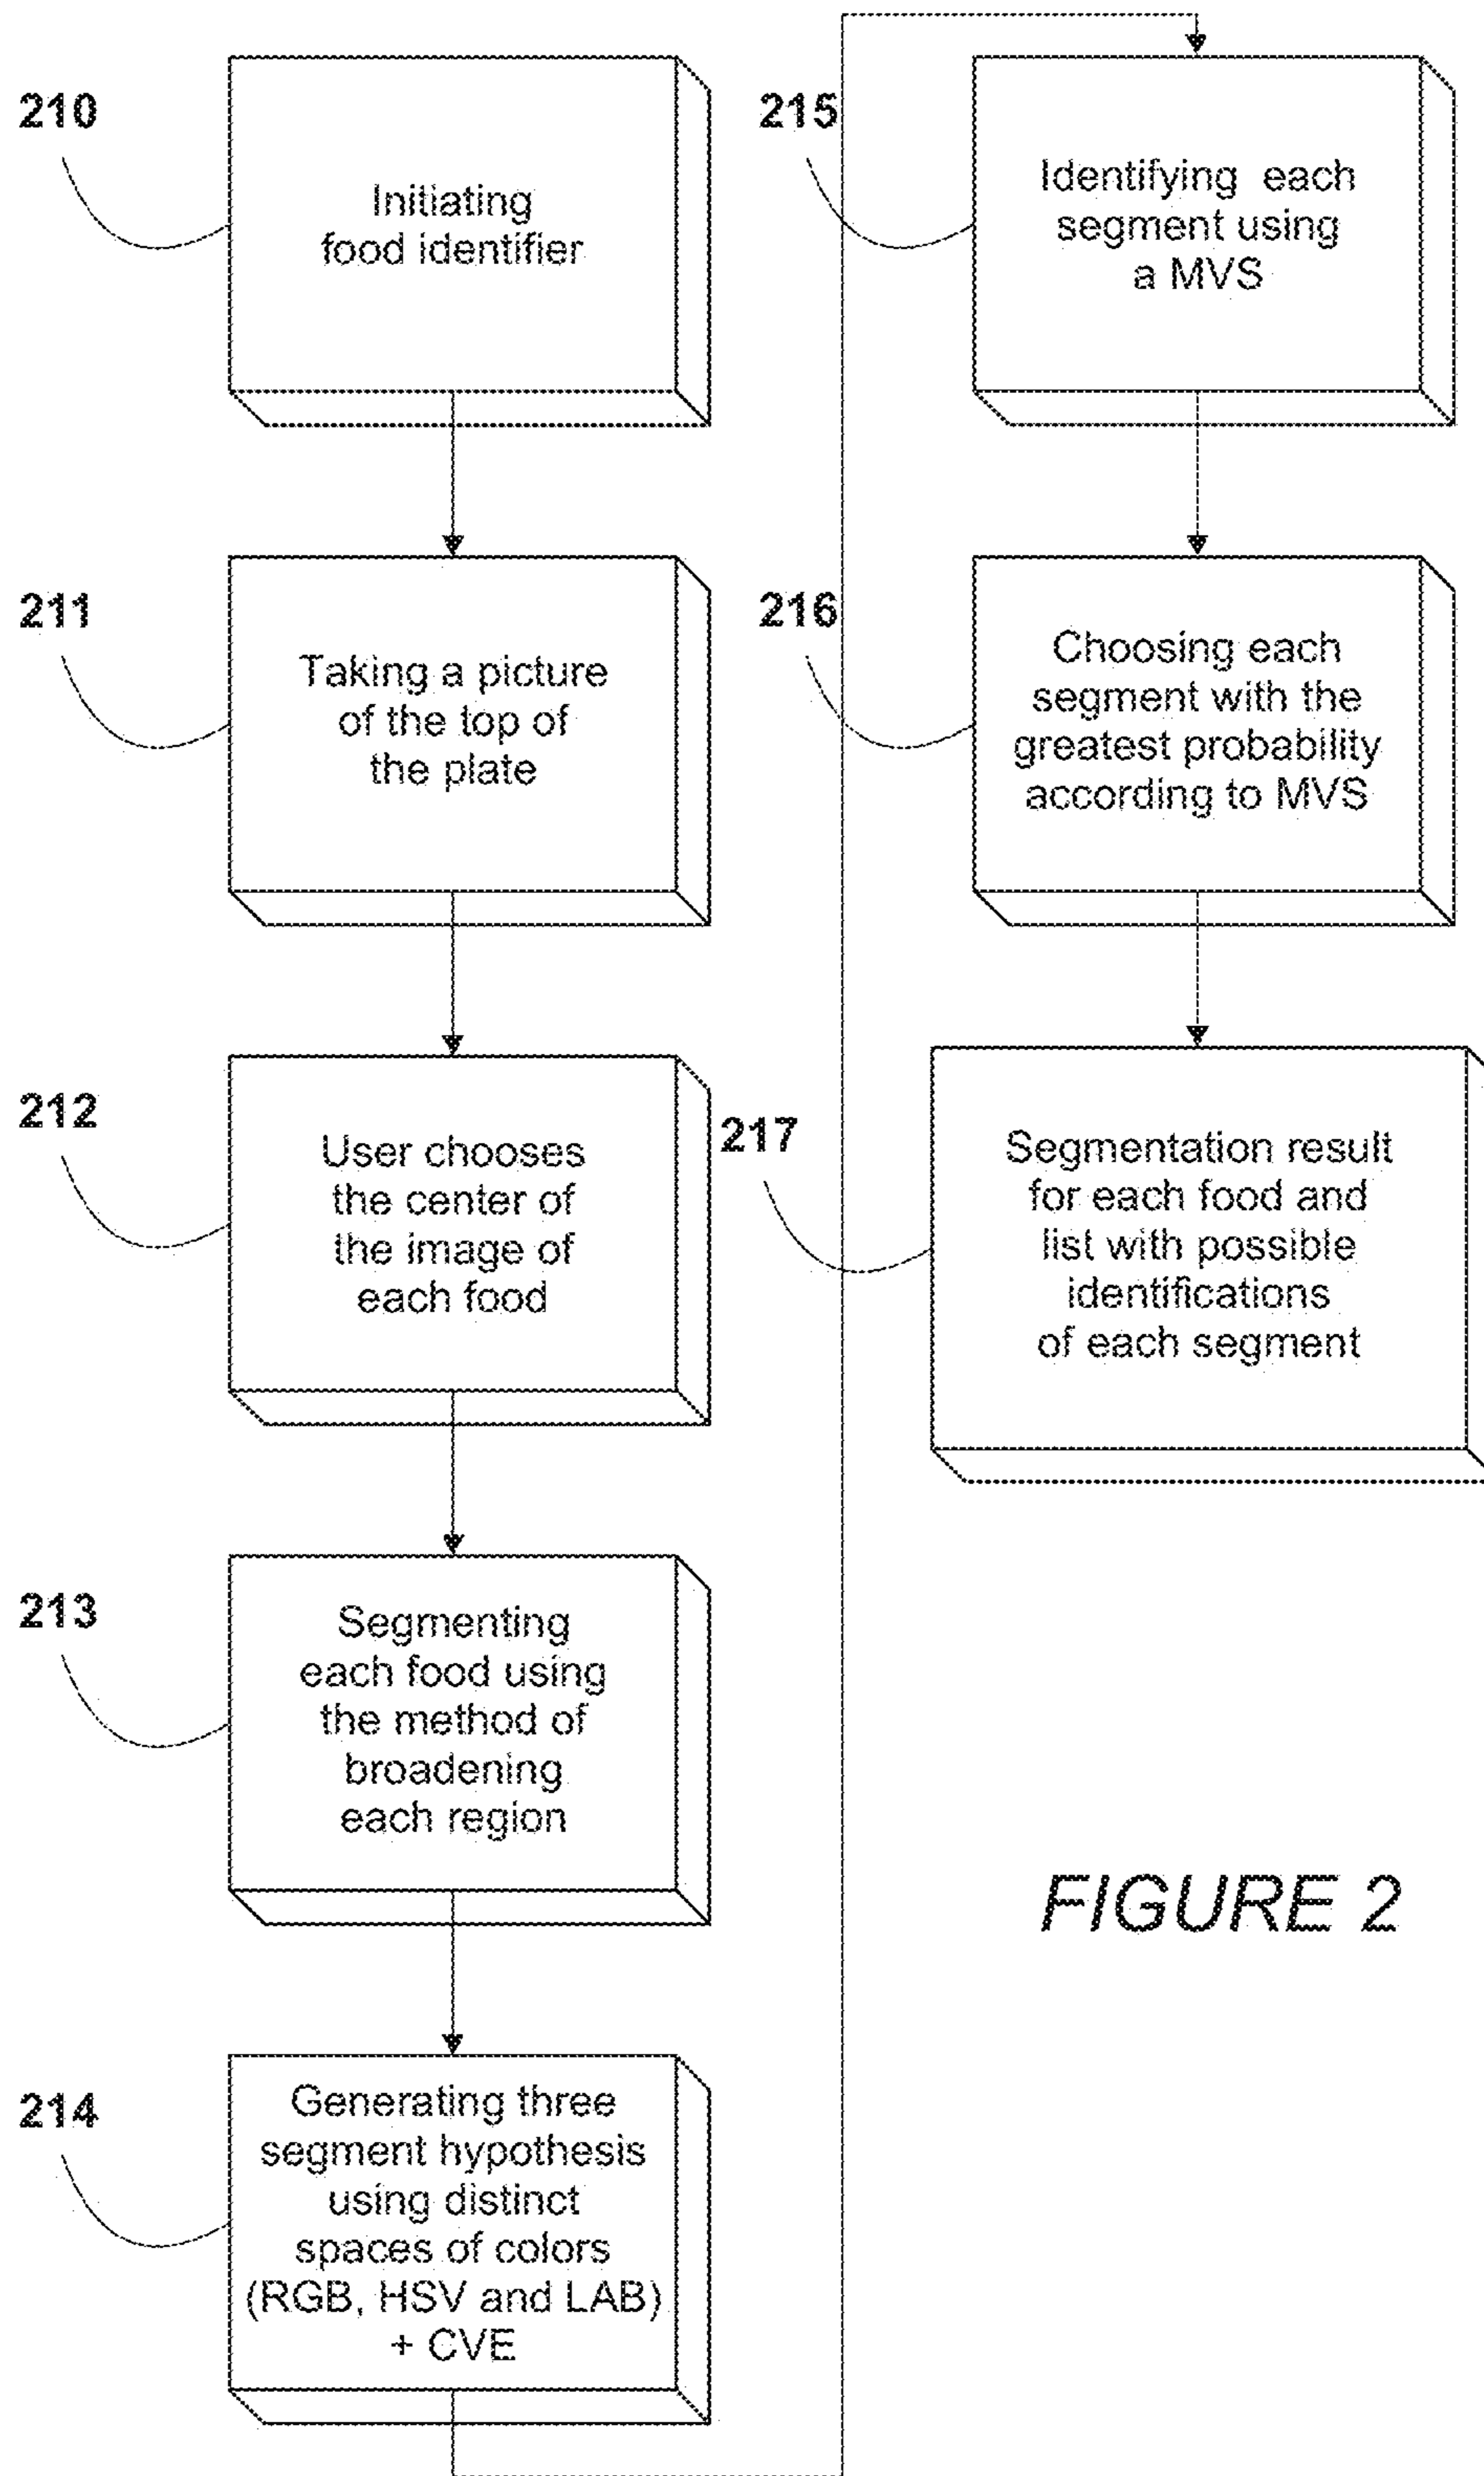 210
Initiating
food identifier
211
Taking a picture
of the top of
the plate
212
User chooses
the center of
the image of
each food
213
Segmenting
each food using
the method of
broadening
each region
214
Generating three
segment hypothesis
using distinct
spaces of colors
(RGB, HSV and LAB)
+ CVE
215
Identifying each
segment using
a MVS
216
Choosing each
segment with the
greatest probability
according to MVS
217
Segmentation result
for each food and
list with possible
identifications
of each segment
FIGURE 2